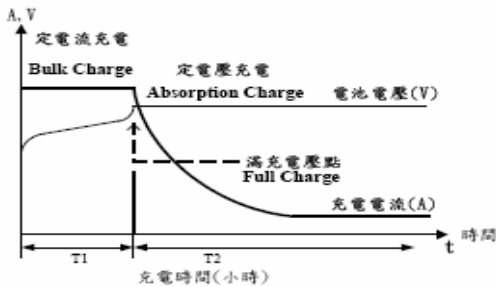 A,V
定電流充電
Bulk Charge
定電壓充電
Absorption Charge
電池電壓(V)
滿充電壓點
Full Charge
充電電流(A)
時間
t
T1
T2
充電時間(小時)